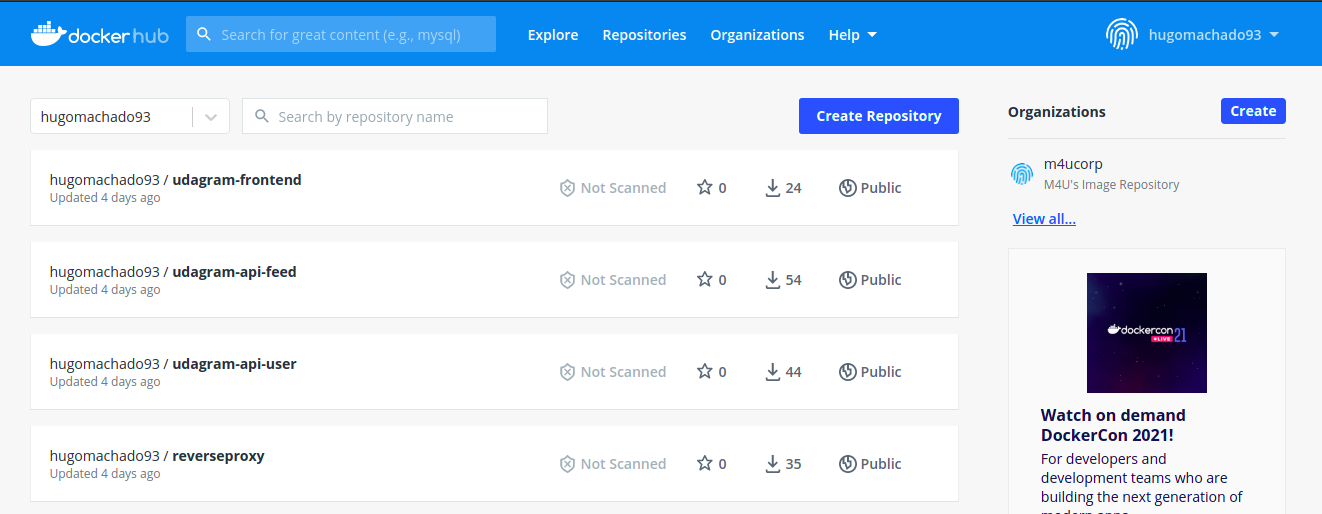 docker hub
Search for great content (e.g., mysql)
Explore
Repositories
Organizations
Help
hugomachado93
hugomachado93
Search by repository name
Create Repository
hugomachado93 / udagram-frontend
Updated 4 days ago
Not Scanned
0
24
Public
hugomachado93 / udagram-api-feed
Updated 4 days ago
Not Scanned
0
54
Public
hugomachado93 / udagram-api-user
Updated 4 days ago
Not Scanned
0
44
Public
hugomachado93 / reverseproxy
Updated 4 days ago
Not Scanned
0
35
Public
Organizations
Create
m4ucorp
M4U's Image Repository
View all...
dockercon
LIVE 21
Watch on demand
DockerCon 2021!
For developers and
development teams who are
building the next generation of